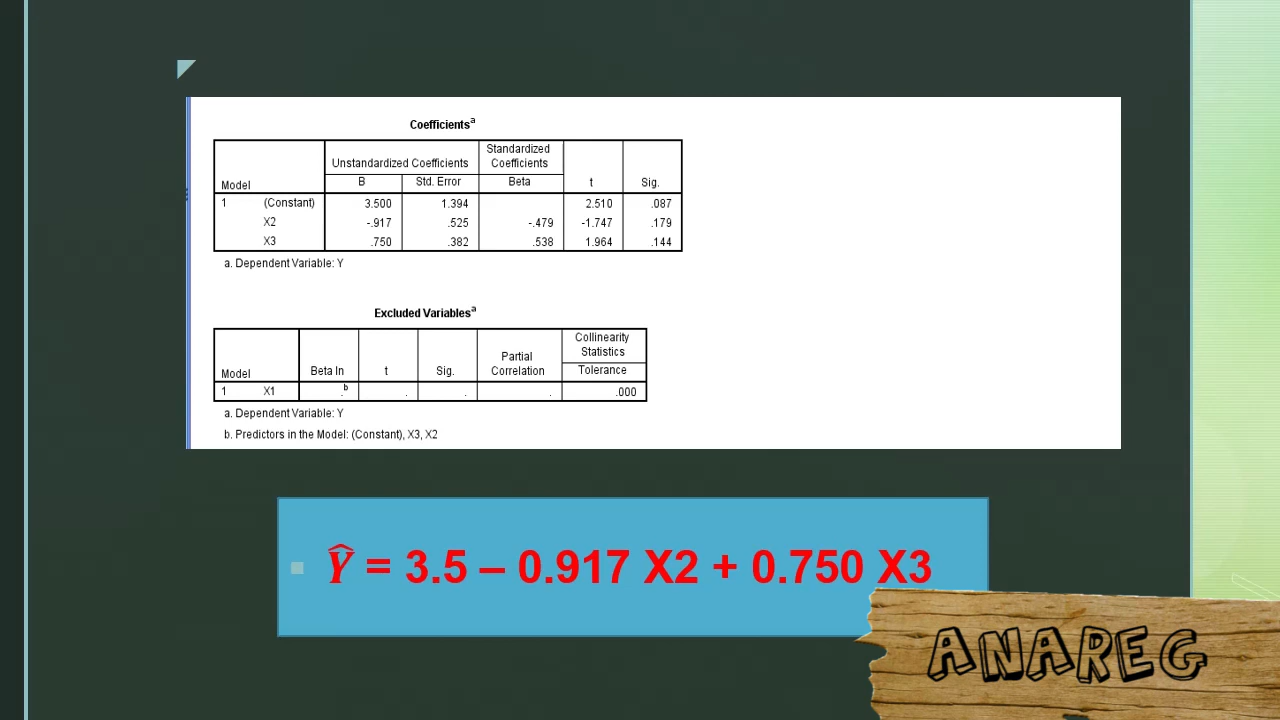 Coefficientsᵃ
Model Unstandardized Coefficients Standardized Coefficients t Sig.
B Std. Error Beta
1 (Constant) 3.500 1.394 2.510 .087
X2 -.917 .525 -.479 -1.747 .179
X3 .750 .382 .538 1.964 .144
a. Dependent Variable: Y
Excluded Variablesᵃ
Model Beta In t Sig. Partial Correlation Collinearity Statistics
Tolerance
1 X1 .ᵇ . . . .000
a. Dependent Variable: Y
b. Predictors in the Model: (Constant), X3, X2
Ŷ = 3.5 – 0.917 X2 + 0.750 X3
ANAREG